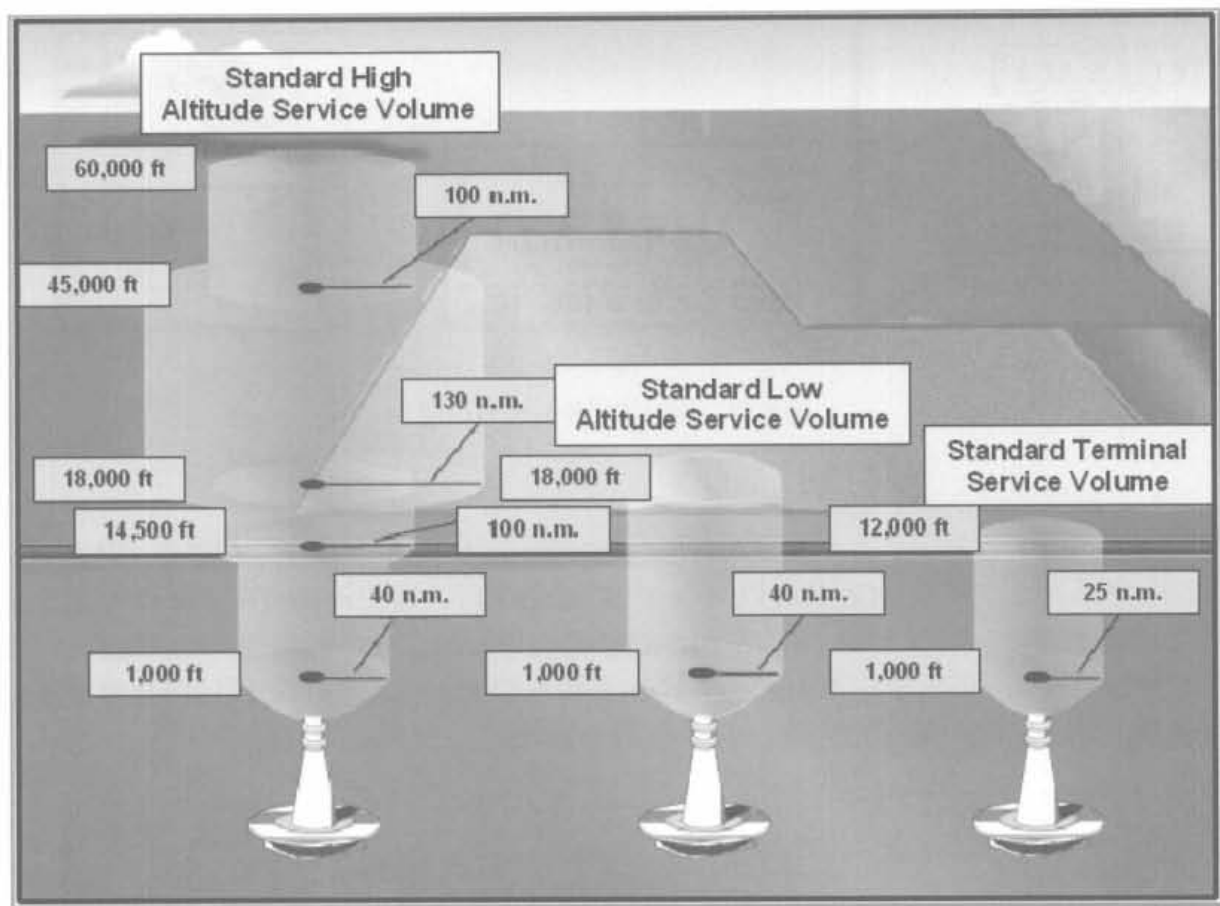 Standard High
Altitude Service Volume
60,000 ft
100 n.m.
45,000 ft
130 n.m.
Standard Low
Altitude Service Volume
18,000 ft
18,000 ft
Standard Terminal
Service Volume
14,500 ft
100 n.m.
12,000 ft
40 n.m.
40 n.m.
25 n.m.
1,000 ft
1,000 ft
1,000 ft